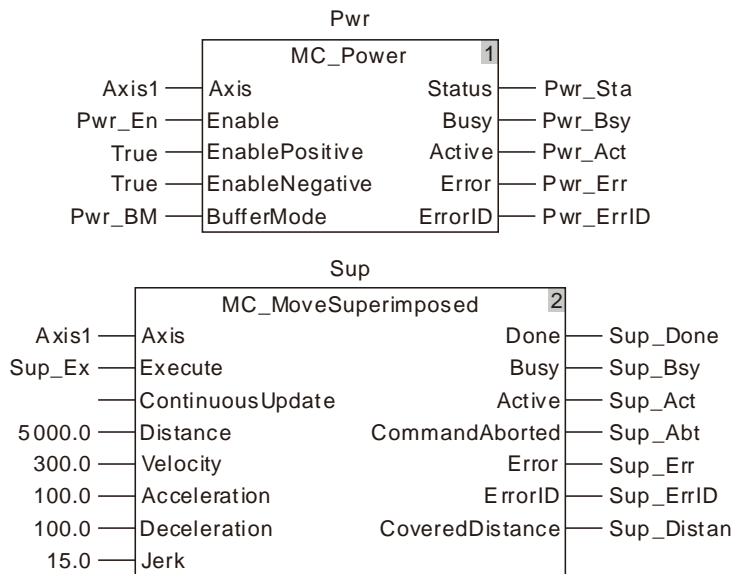 Pwr
MC_Power 1
Axis1 Axis Status Pwr_Sta
Pwr_En Enable Busy Pwr_Bsy
True EnablePositive Active Pwr_Act
True EnableNegative Error Pwr_Err
Pwr_BM BufferMode ErrorID Pwr_ErrID
Sup
MC_MoveSuperimposed 2
Axis1 Axis Done Sup_Done
Sup_Ex Execute Busy Sup_Bsy
ContinuousUpdate Active Sup_Act
5000.0 Distance CommandAborted Sup_Abt
300.0 Velocity Error Sup_Err
100.0 Acceleration ErrorID Sup_ErrID
100.0 Deceleration CoveredDistance Sup_Distan
15.0 Jerk